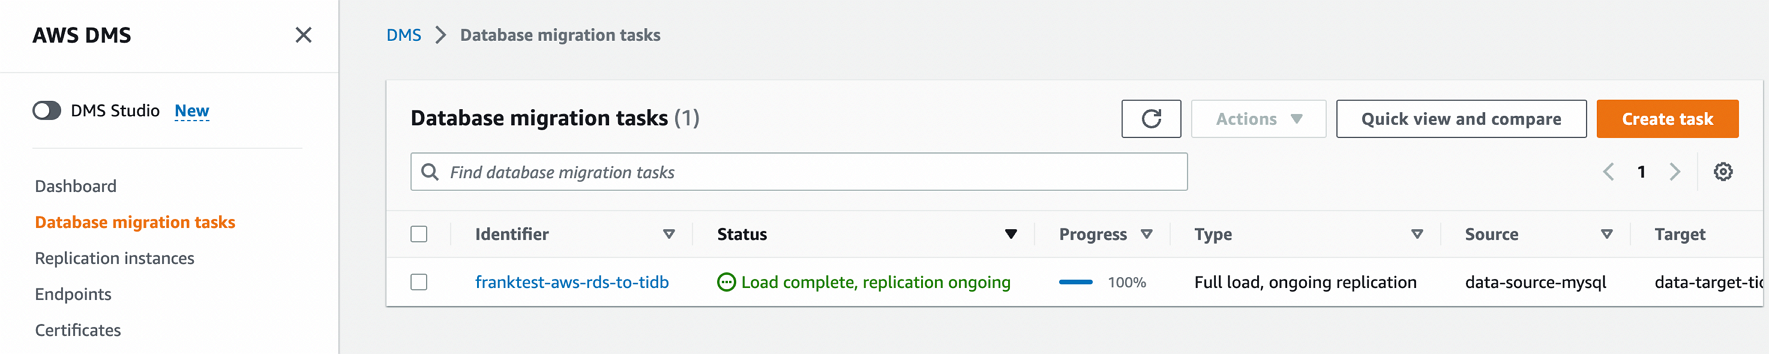 AWS DMS
DMS Studio New
Dashboard
Database migration tasks
Replication instances
Endpoints
Certificates
DMS Database migration tasks
Database migration tasks (1)
Actions
Quick view and compare
Create task
Find database migration tasks
1
Identifier Status Progress Type Source Target
franktest-aws-rds-to-tidb Load complete, replication ongoing 100% Full load, ongoing replication data-source-mysql data-target-tid